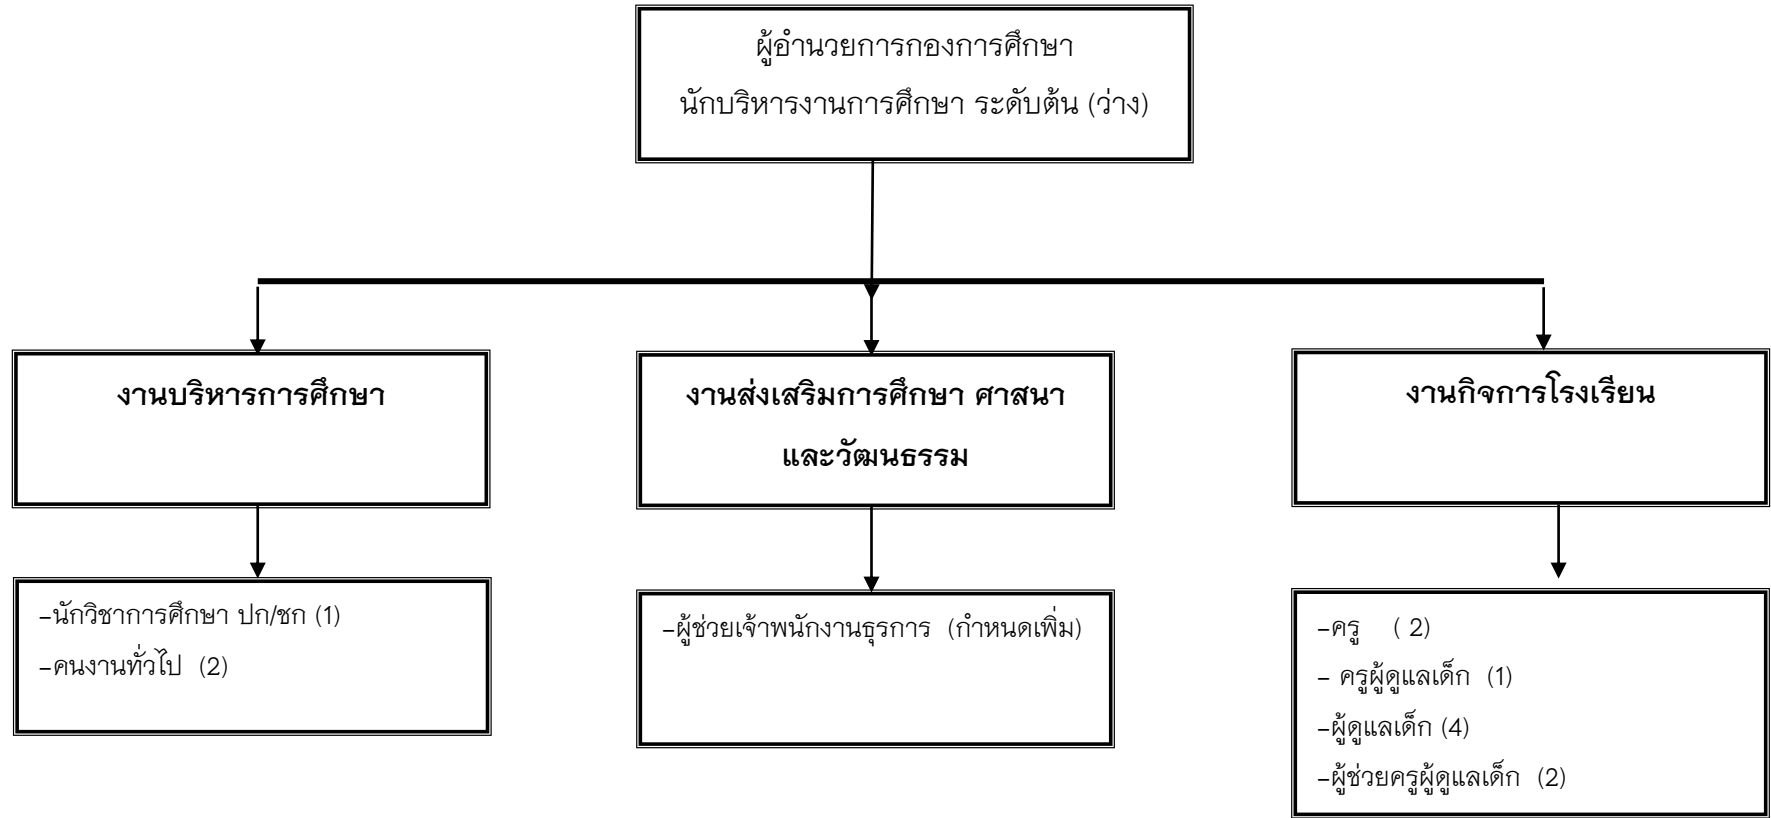 ผู้อำนวยการกองการศึกษา
นักบริหารงานการศึกษา ระดับต้น (ว่าง)
งานบริหารการศึกษา
งานส่งเสริมการศึกษา ศาสนา
และวัฒนธรรม
งานกิจการโรงเรียน
-นักวิชาการศึกษา ปก/ชก (1)
-คนงานทั่วไป (2)
-ผู้ช่วยเจ้าพนักงานธุรการ (กำหนดเพิ่ม)
-ครู ( 2)
- ครูผู้ดูแลเด็ก (1)
-ผู้ดูแลเด็ก (4)
-ผู้ช่วยครูผู้ดูแลเด็ก (2)